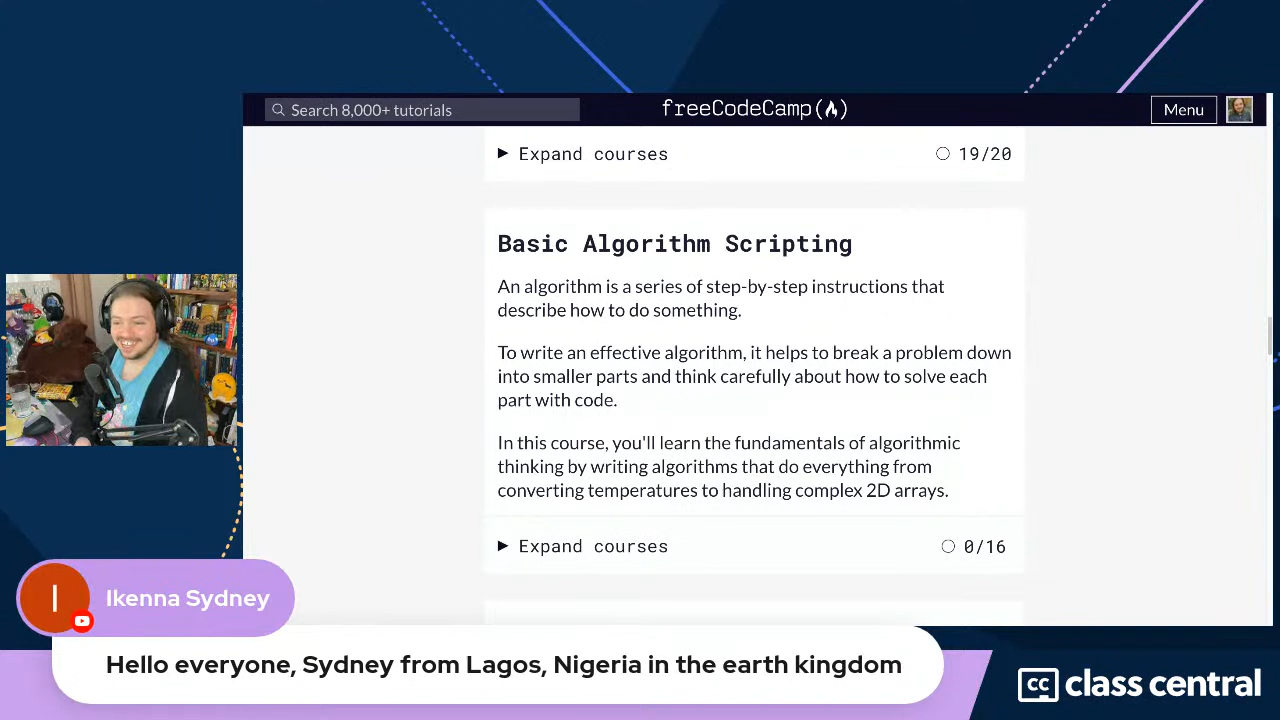 Search 8,000+ tutorials
freeCodeCamp
Menu
Expand courses
19/20
Basic Algorithm Scripting
An algorithm is a series of step-by-step instructions that
describe how to do something.
To write an effective algorithm, it helps to break a problem down
into smaller parts and think carefully about how to solve each
part with code.
In this course, you'll learn the fundamentals of algorithmic
thinking by writing algorithms that do everything from
converting temperatures to handling complex 2D arrays.
Expand courses
0/16
I
Ikenna Sydney
Hello everyone, Sydney from Lagos, Nigeria in the earth kingdom
cc class central